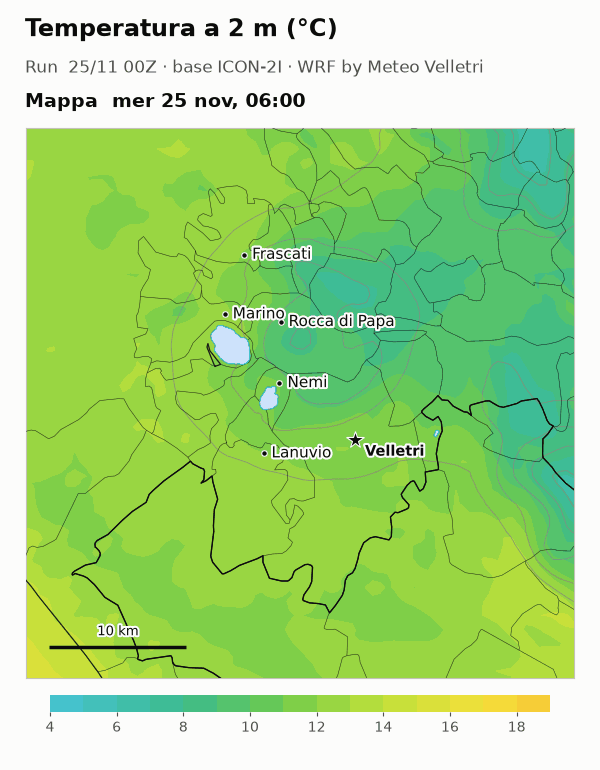 Temperatura a 2 m (°C)
Run  25/11 00Z · base ICON-2I · WRF by Meteo Velletri
Mappa  mer 25 nov, 06:00
Frascati
Marino
Rocca di Papa
Nemi
Velletri
Lanuvio
10 km
4 6 8 10 12 14 16 18